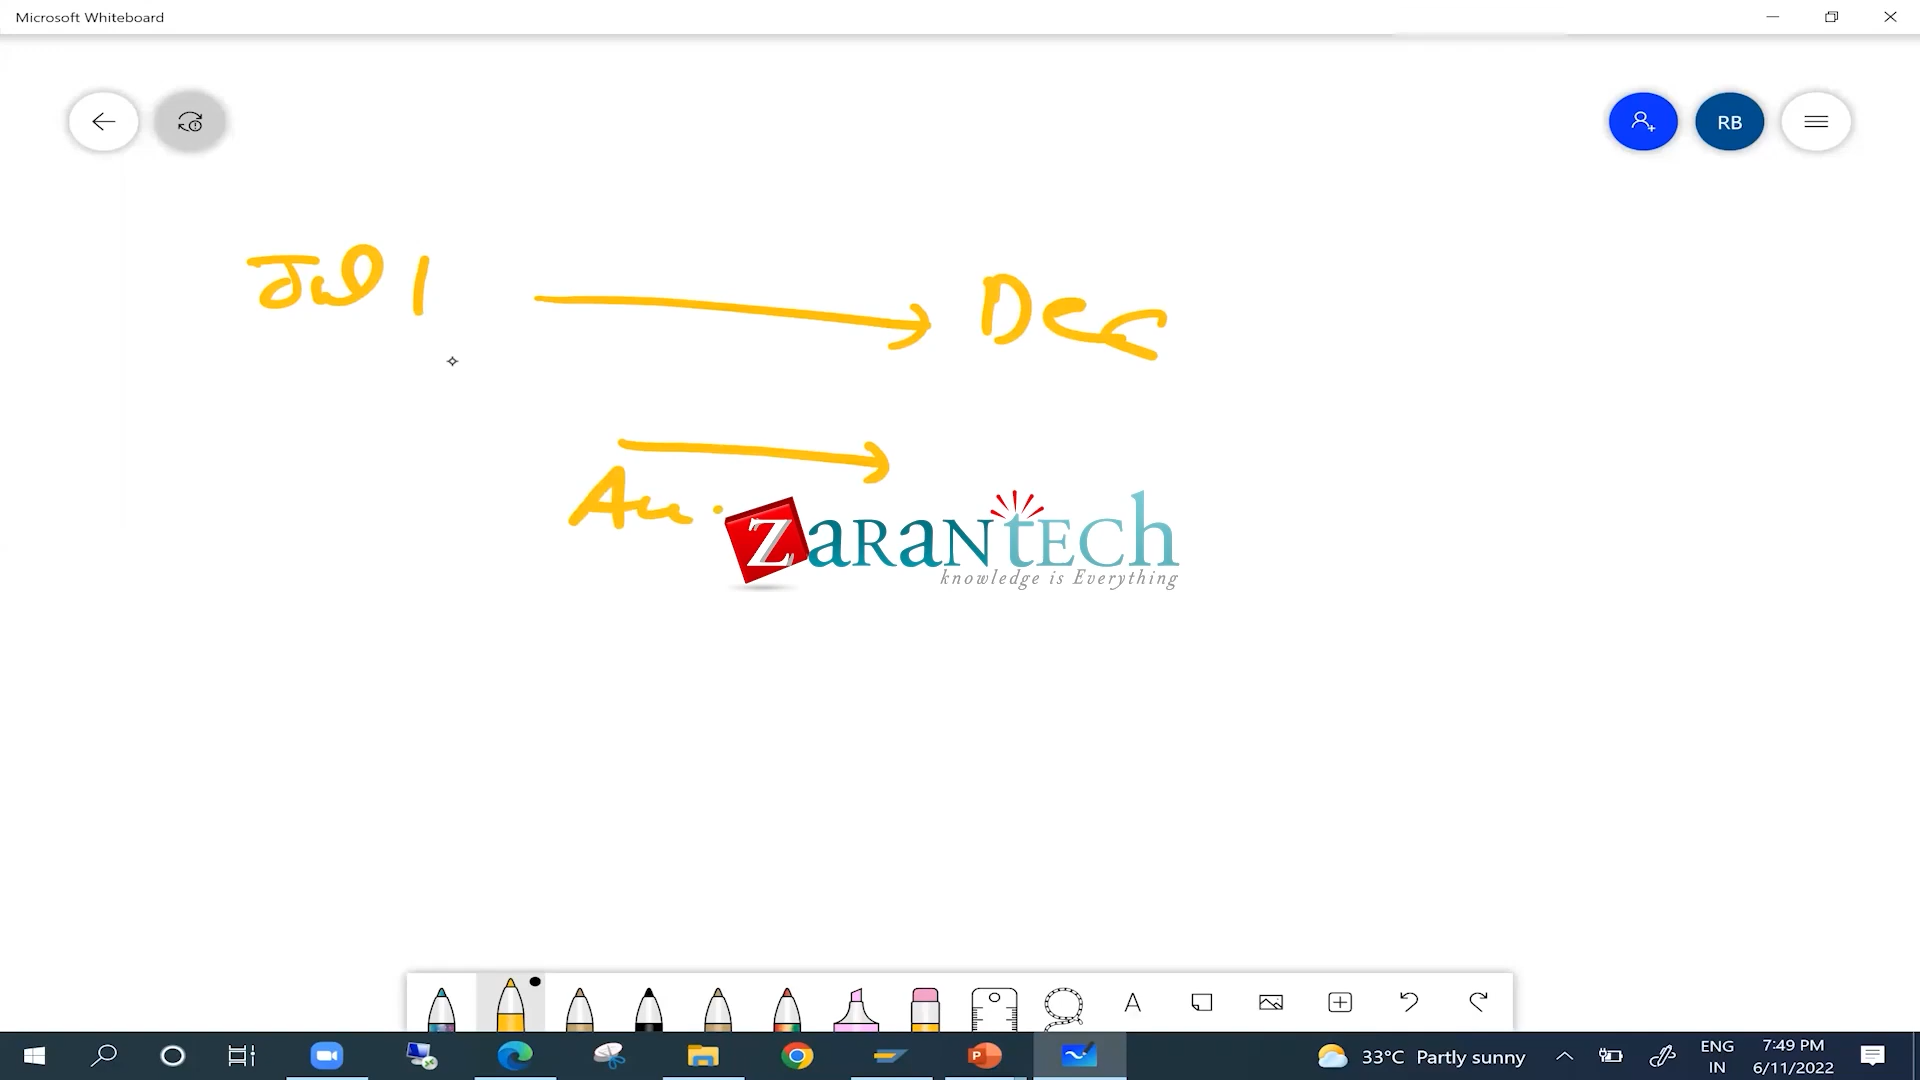 Microsoft Whiteboard
RB
Jul 1
Dec
Au
ZaranTech
knowledge is Everything
A
33°C Partly sunny
ENG
IN
7:49 PM
6/11/2022